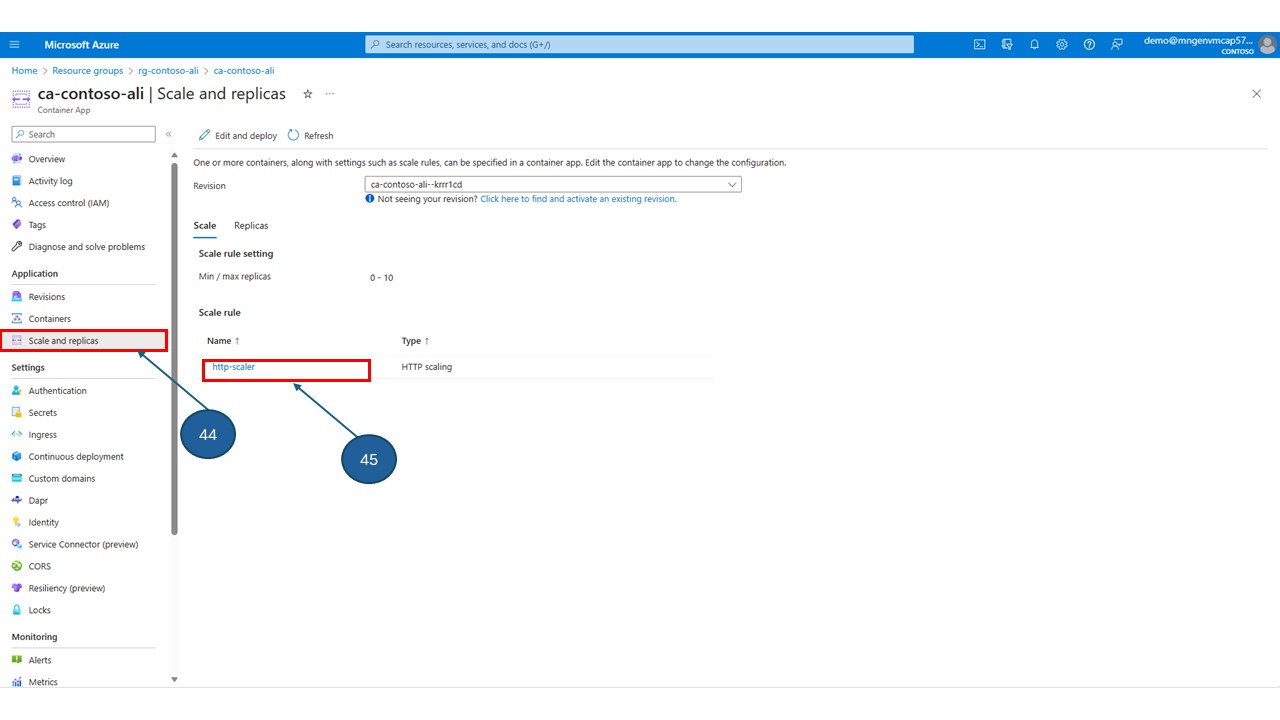 Microsoft Azure
Search resources, services, and docs (G+/)
demo@mngenvmcap57...
CONTOSO
Home > Resource groups > rg-contoso-ali > ca-contoso-ali
ca-contoso-ali | Scale and replicas
Container App
Search
Overview
Activity log
Access control (IAM)
Tags
Diagnose and solve problems
Application
Revisions
Containers
Scale and replicas
Settings
Authentication
Secrets
Ingress
Continuous deployment
Custom domains
Dapr
Identity
Service Connector (preview)
CORS
Resiliency (preview)
Locks
Monitoring
Alerts
Metrics
Edit and deploy
Refresh
One or more containers, along with settings such as scale rules, can be specified in a container app. Edit the container app to change the configuration.
Revision
ca-contoso-ali--krrr1cd
Not seeing your revision? Click here to find and activate an existing revision.
Scale
Replicas
Scale rule setting
Min / max replicas
0 - 10
Scale rule
Name ↑
Type ↑
http-scaler
HTTP scaling
44
45